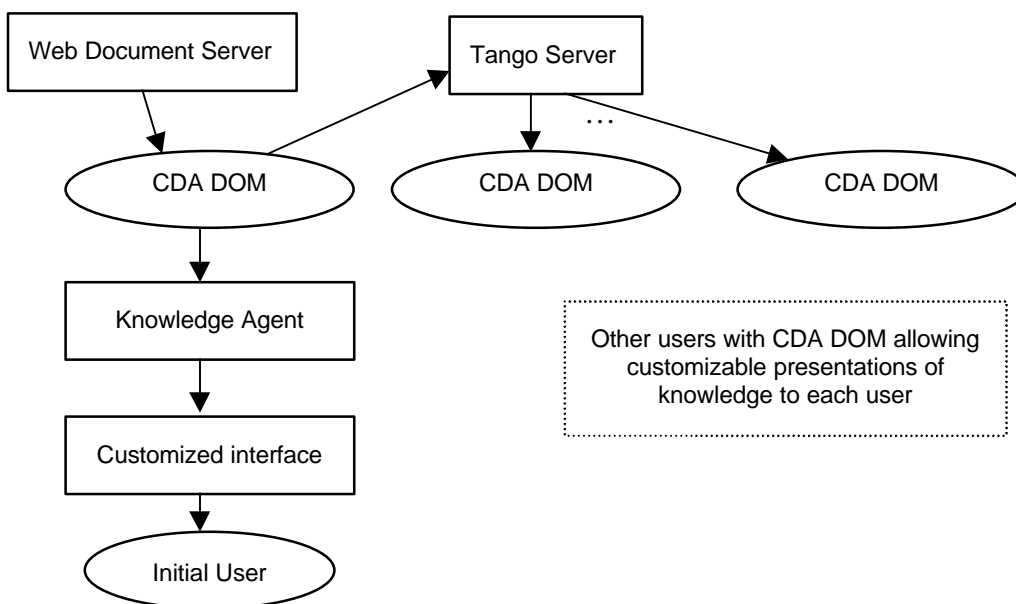 Web Document Server
Tango Server
...
CDA DOM
CDA DOM
CDA DOM
Knowledge Agent
Other users with CDA DOM allowing
customizable presentations of
knowledge to each user
Customized interface
Initial User